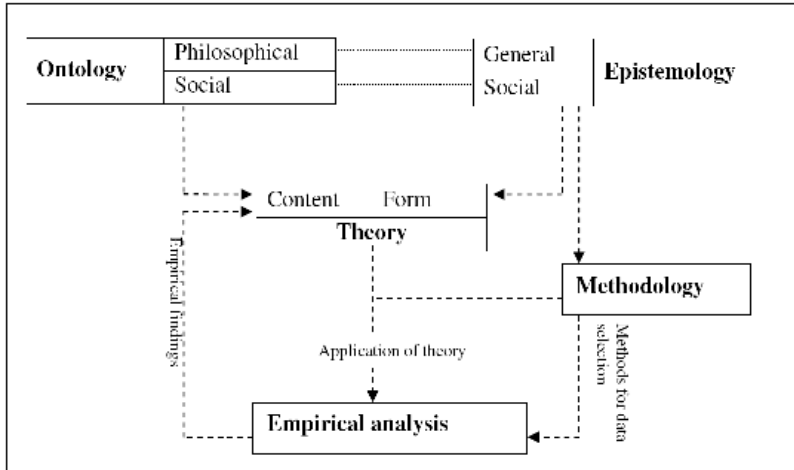 Ontology
Philosophical
Social
General
Social
Epistemology
Content Form
Theory
Methodology
Empirical findings
Methods for data
selection
Application of theory
Empirical analysis